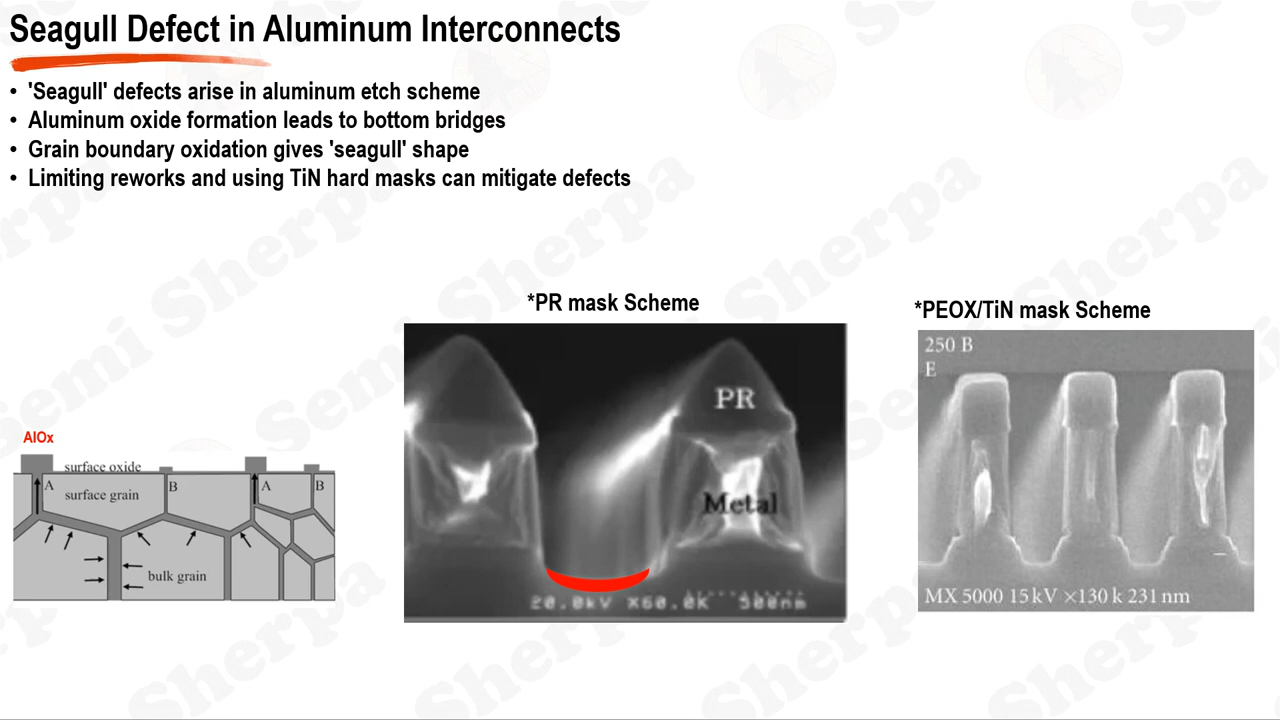 Seagull Defect in Aluminum Interconnects
• 'Seagull' defects arise in aluminum etch scheme
• Aluminum oxide formation leads to bottom bridges
• Grain boundary oxidation gives 'seagull' shape
• Limiting reworks and using TiN hard masks can mitigate defects
*PR mask Scheme
*PEOX/TiN mask Scheme
AlOx
surface oxide
A
B
A
B
surface grain
bulk grain
PR
Metal
20.0kV X60.0K 500nm
250 B
E
MX 5000 15 kV ×130 k 231 nm
Semi Sherpa